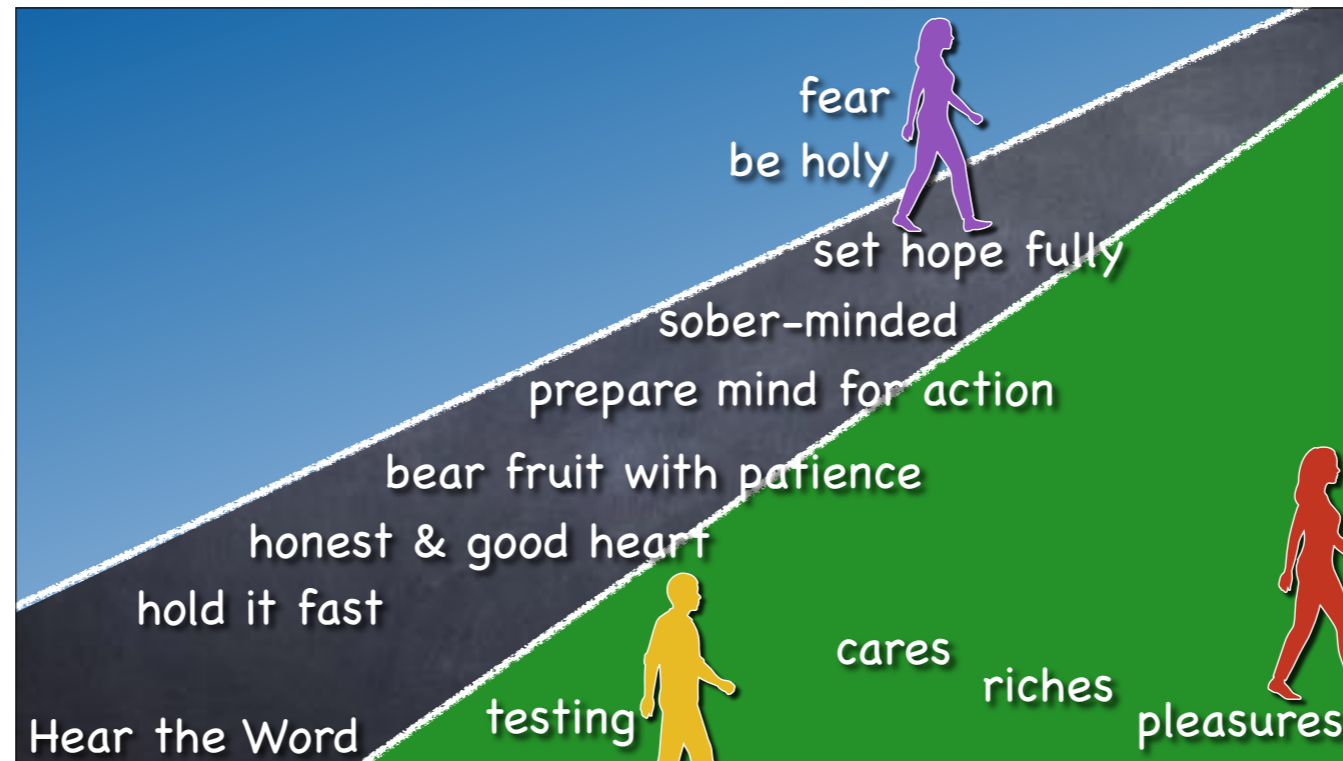 fear
be holy
set hope fully
sober-minded
prepare mind for action
bear fruit with patience
honest & good heart
hold it fast
cares
riches
testing
pleasures
Hear the Word